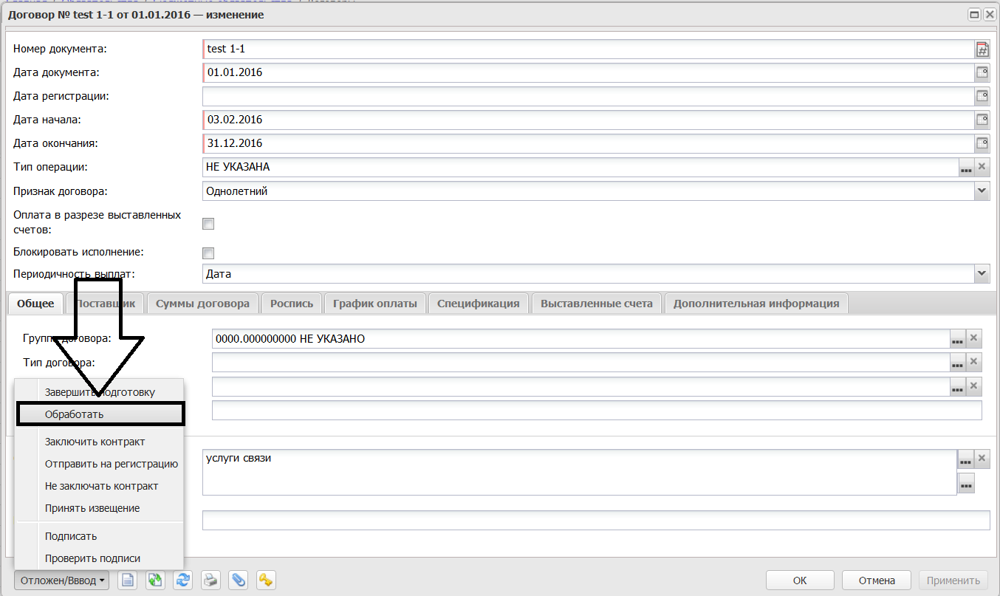 Договор № test 1-1 от 01.01.2016 — изменение
Номер документа: test 1-1
Дата документа: 01.01.2016
Дата регистрации:
Дата начала: 03.02.2016
Дата окончания: 31.12.2016
Тип операции: НЕ УКАЗАНА
Признак договора: Однолетний
Оплата в разрезе выставленных
счетов:
Блокировать исполнение:
Периодичность выплат: Дата
Общее Поставщик Суммы договора Роспись График оплаты Спецификация Выставленные счета Дополнительная информация
Группа договора: 0000.000000000 НЕ УКАЗАНО
Тип договора:
Завершить подготовку
Обработать
Заключить контракт
услуги связи
Отправить на регистрацию
Не заключать контракт
Принять извещение
Подписать
Проверить подписи
Отложен/Ввод ОК Отмена Применить